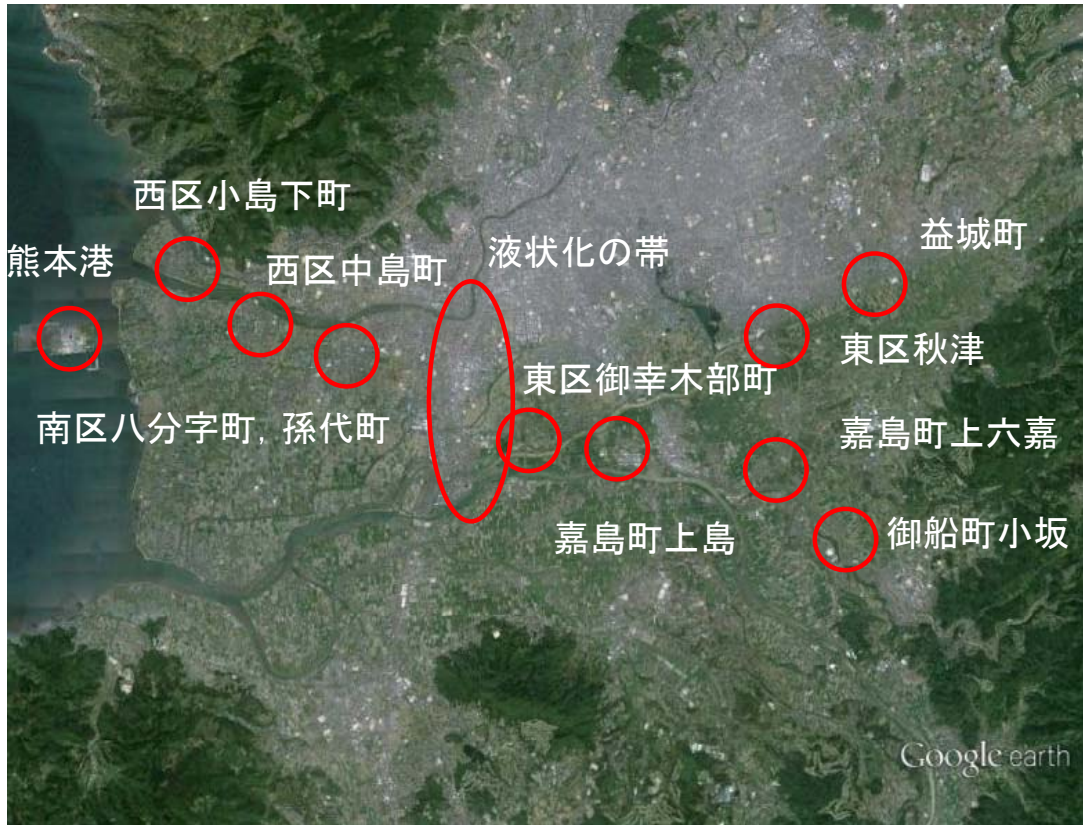 西区小島下町
益城町
液状化の帯
熊本港
西区中島町
東区秋津
東区御幸木部町
南区八分字町, 孫代町
嘉島町上六嘉
嘉島町上島
御船町小坂
Google earth